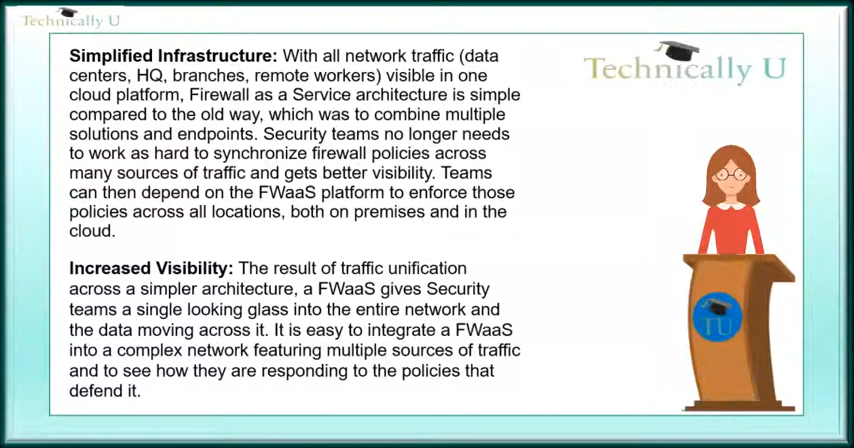 Technically U
Simplified Infrastructure: With all network traffic (data
centers, HQ, branches, remote workers) visible in one
cloud platform, Firewall as a Service architecture is simple
compared to the old way, which was to combine multiple
solutions and endpoints. Security teams no longer needs
to work as hard to synchronize firewall policies across
many sources of traffic and gets better visibility. Teams
can then depend on the FWaaS platform to enforce those
policies across all locations, both on premises and in the
cloud.
Increased Visibility: The result of traffic unification
across a simpler architecture, a FWaaS gives Security
teams a single looking glass into the entire network and
the data moving across it. It is easy to integrate a FWaaS
into a complex network featuring multiple sources of traffic
and to see how they are responding to the policies that
defend it.
Technically U
TU